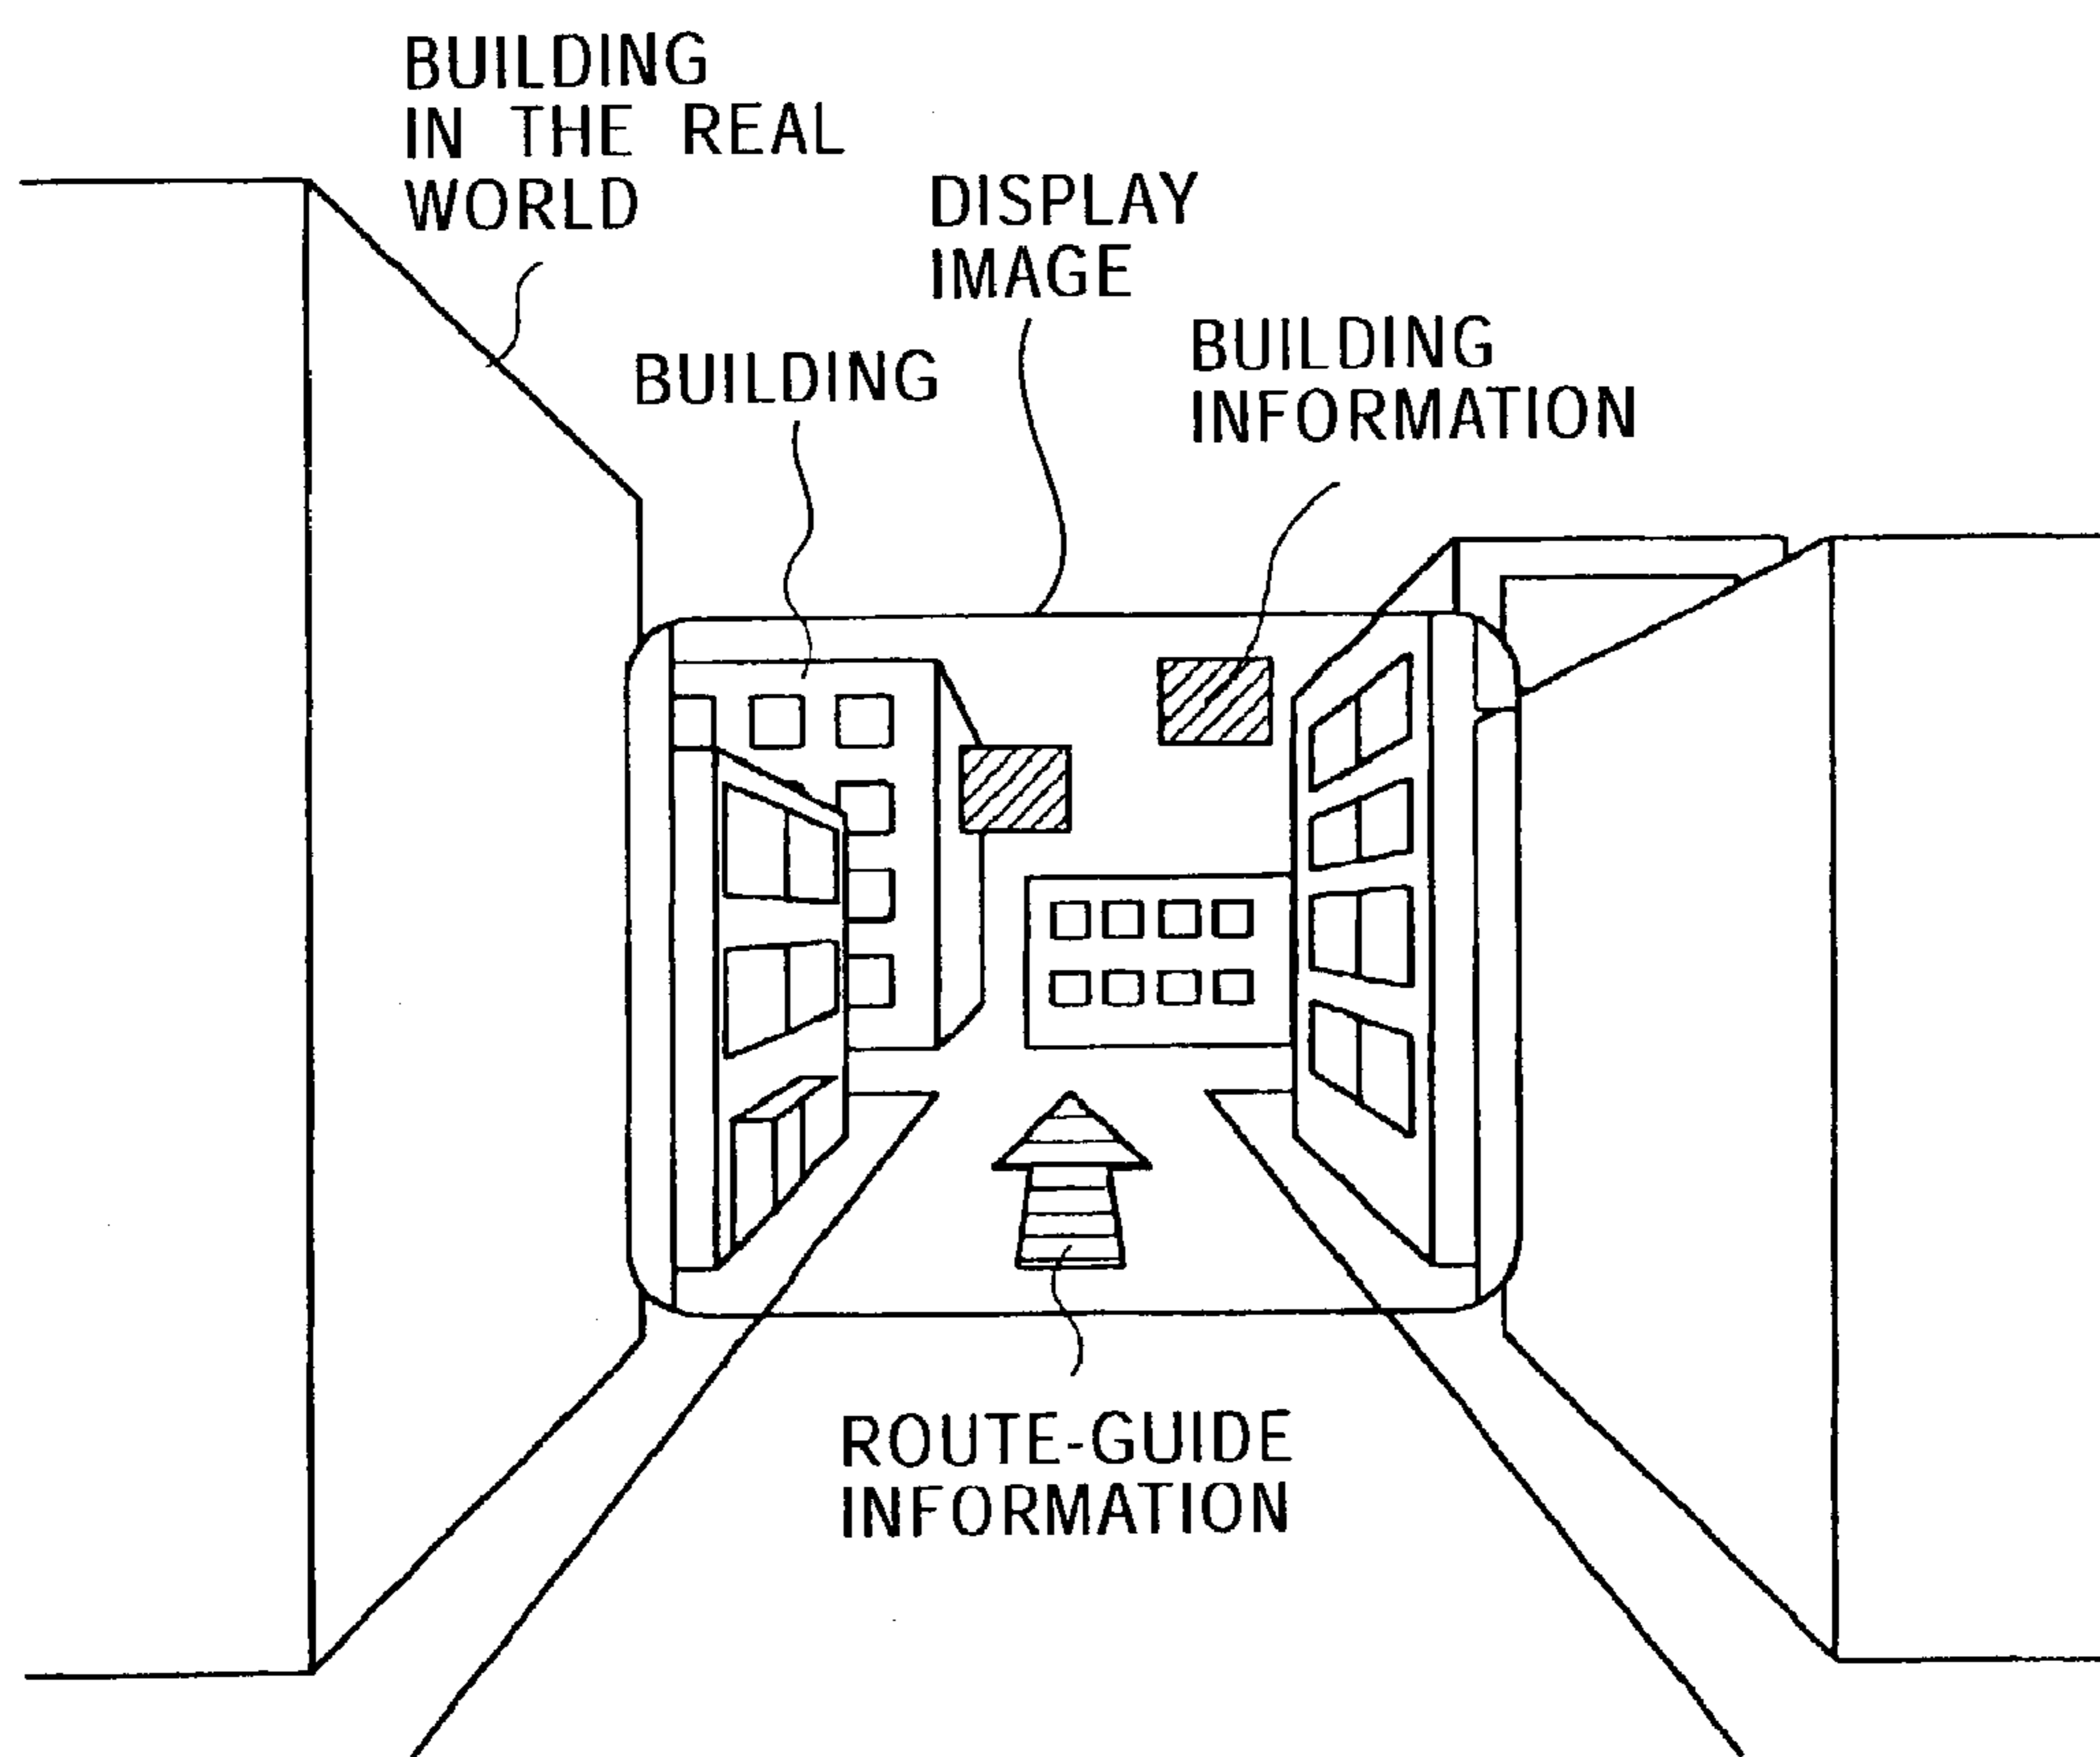 BUILDING
IN THE REAL
WORLD
DISPLAY
IMAGE
BUILDING
BUILDING
INFORMATION
ROUTE-GUIDE
INFORMATION